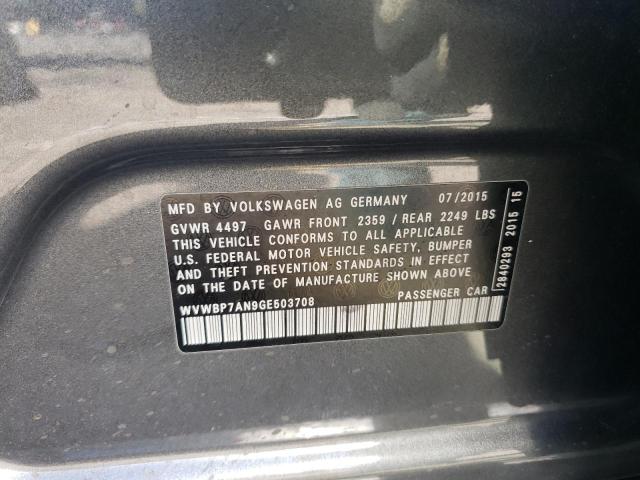 MFD BY VOLKSWAGEN AG GERMANY 07/2015
GVWR 4497 GAWR FRONT 2359 / REAR 2249 LBS
THIS VEHICLE CONFORMS TO ALL APPLICABLE
U.S. FEDERAL MOTOR VEHICLE SAFETY, BUMPER
AND THEFT PREVENTION STANDARDS IN EFFECT
ON THE DATE OF MANUFACTURE SHOWN ABOVE
WVWBP7AN9GE503708 PASSENGER CAR
2840293 2015 15